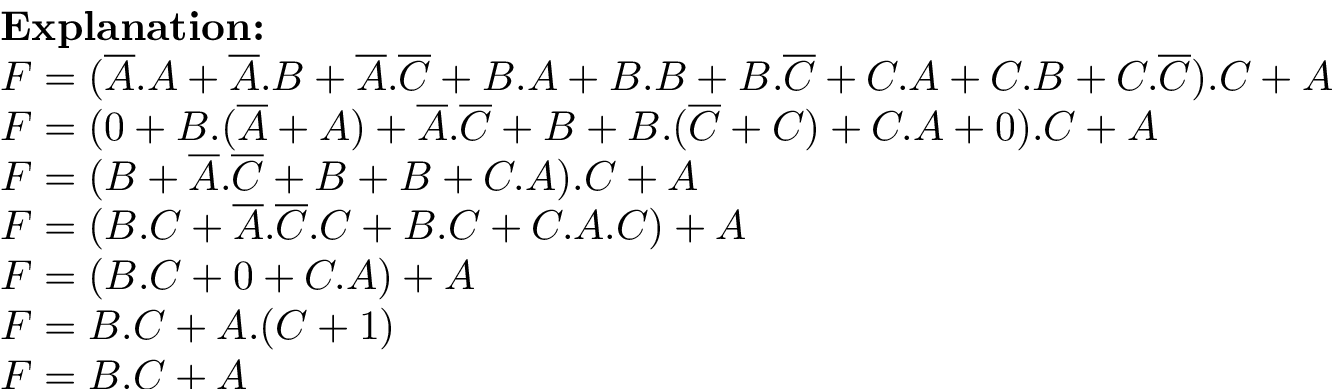 Explanation:
F = (A̅.A + A̅.B + A̅.C̅ + B.A + B.B + B.C̅ + C.A + C.B + C.C̅).C + A
F = (0 + B.(A̅ + A) + A̅.C̅ + B + B.(C̅ + C) + C.A + 0).C + A
F = (B + A̅.C̅ + B + B + C.A).C + A
F = (B.C + A̅.C̅.C + B.C + C.A.C) + A
F = (B.C + 0 + C.A) + A
F = B.C + A.(C + 1)
F = B.C + A